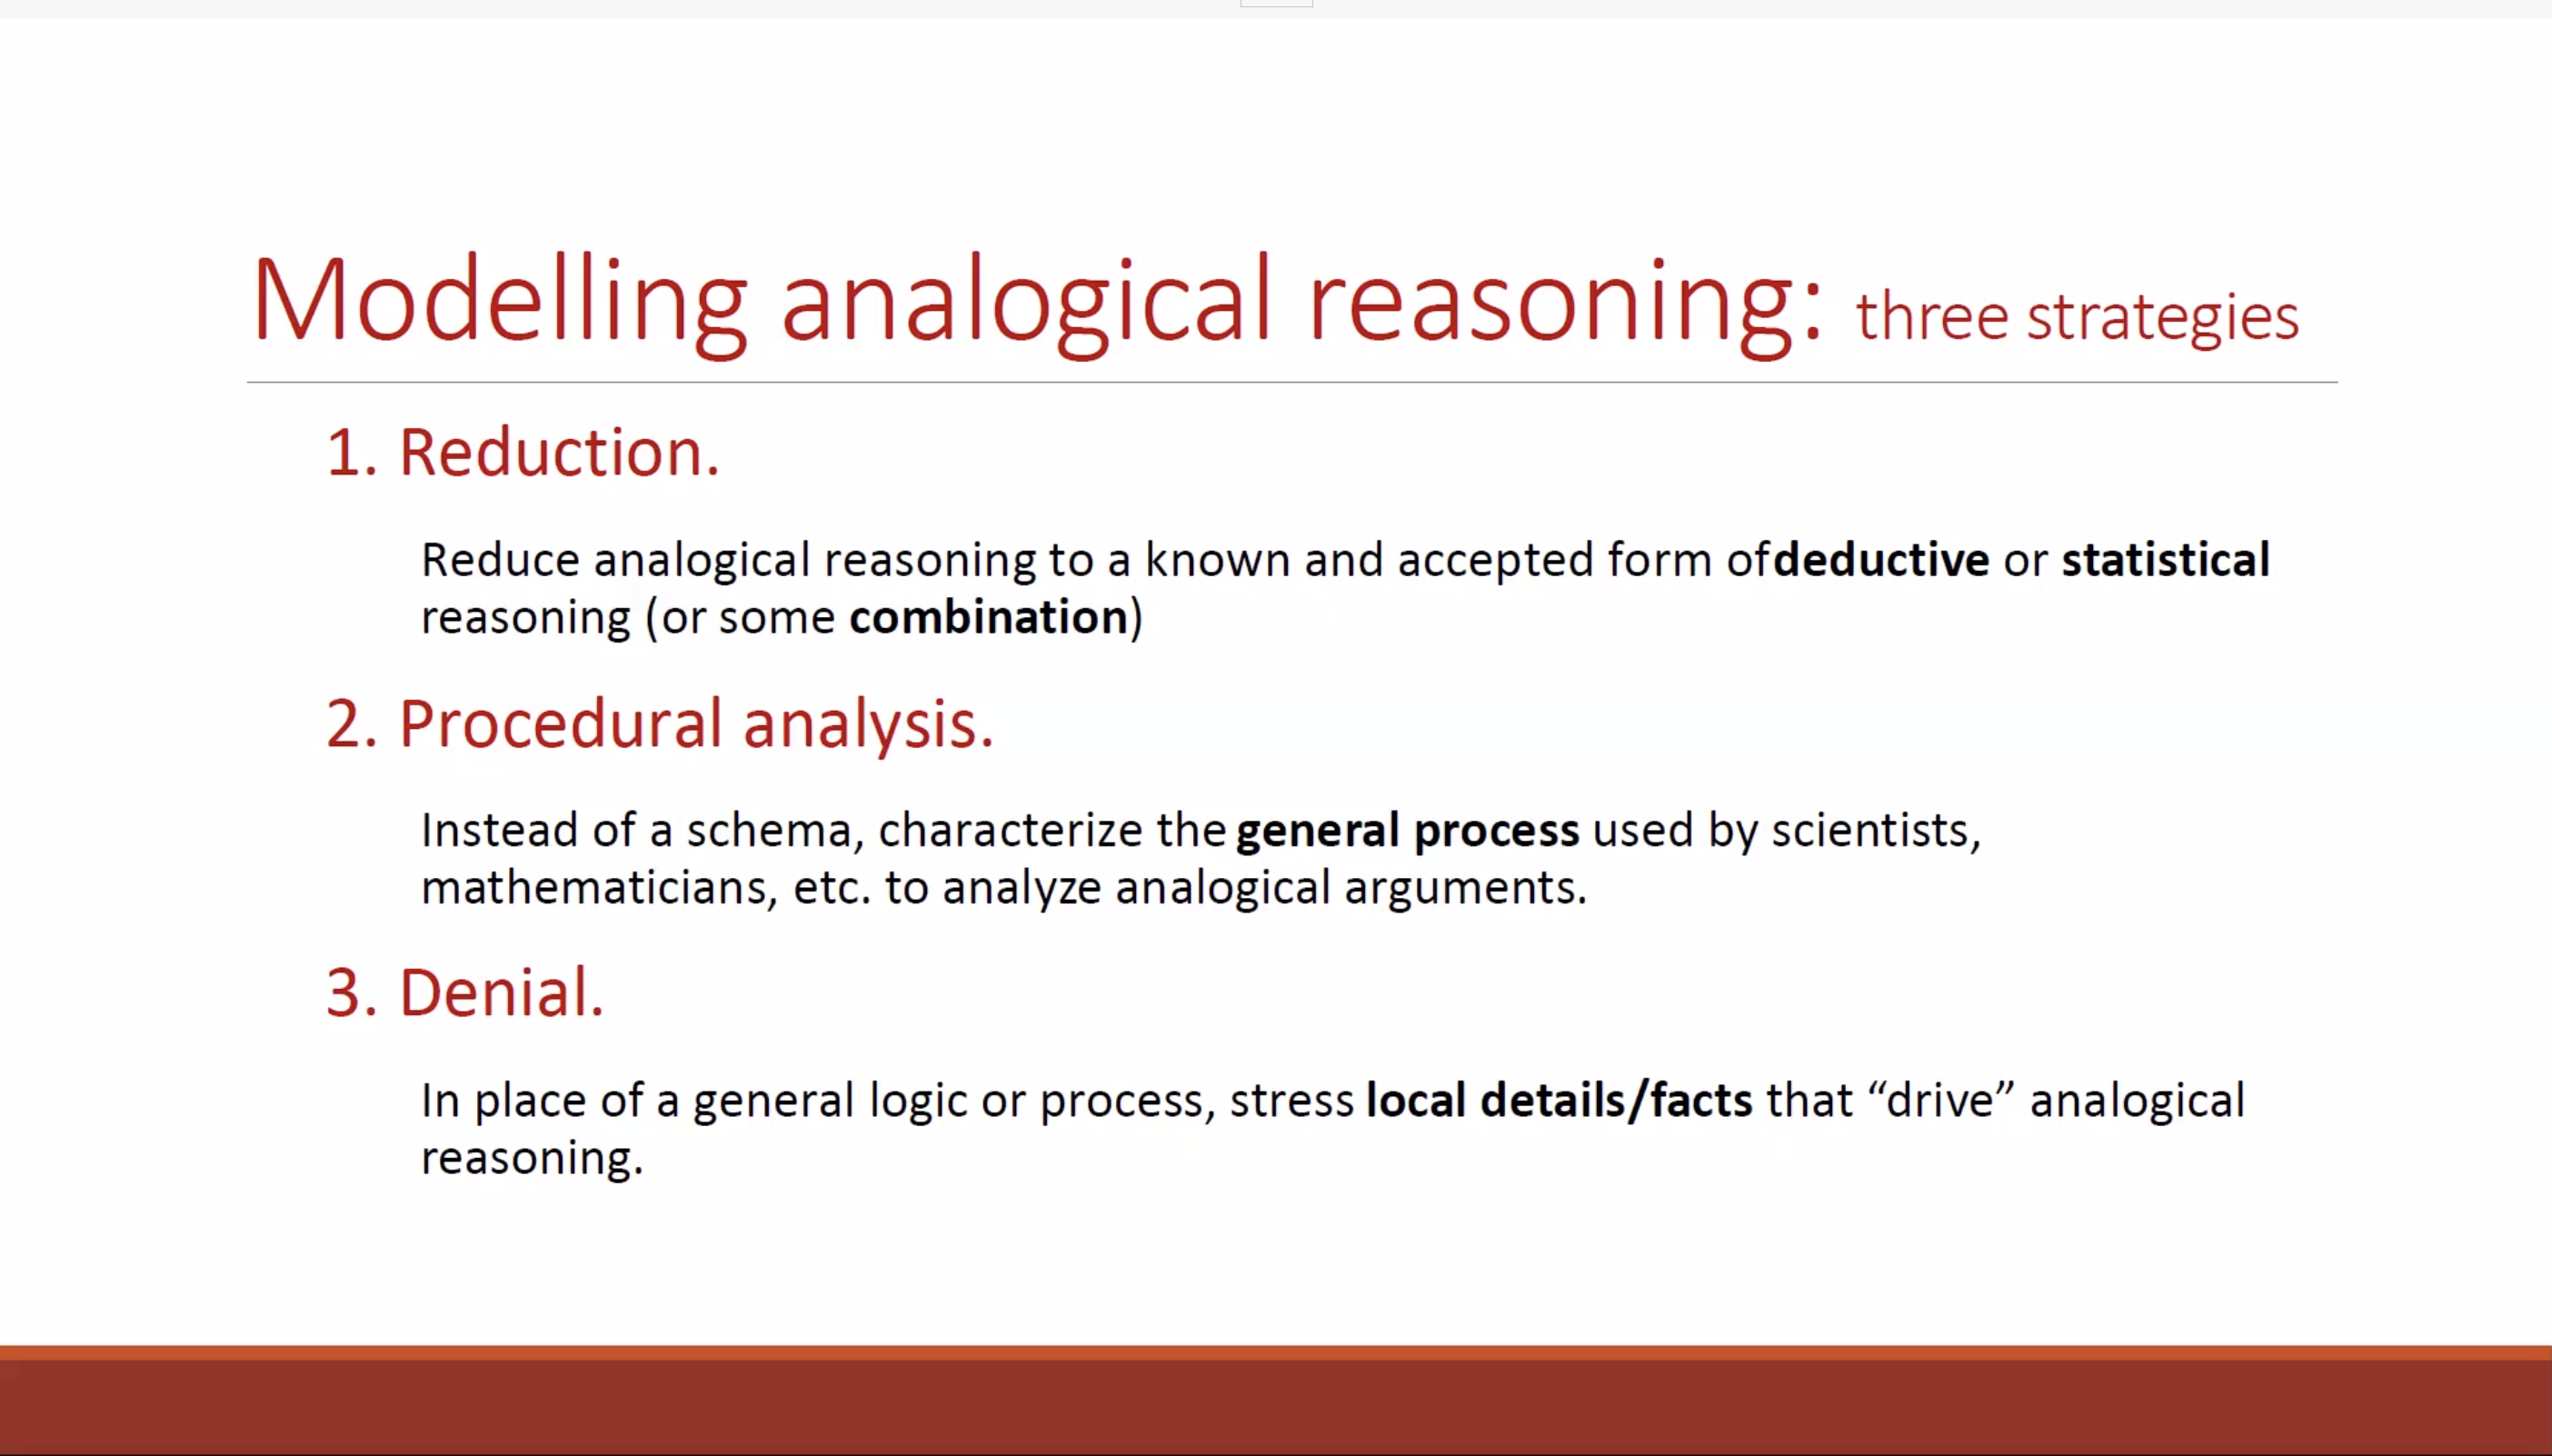 Modelling analogical reasoning: three strategies
1. Reduction.
Reduce analogical reasoning to a known and accepted form of deductive or statistical
reasoning (or some combination)
2. Procedural analysis.
Instead of a schema, characterize the general process used by scientists,
mathematicians, etc. to analyze analogical arguments.
3. Denial.
In place of a general logic or process, stress local details/facts that “drive” analogical
reasoning.